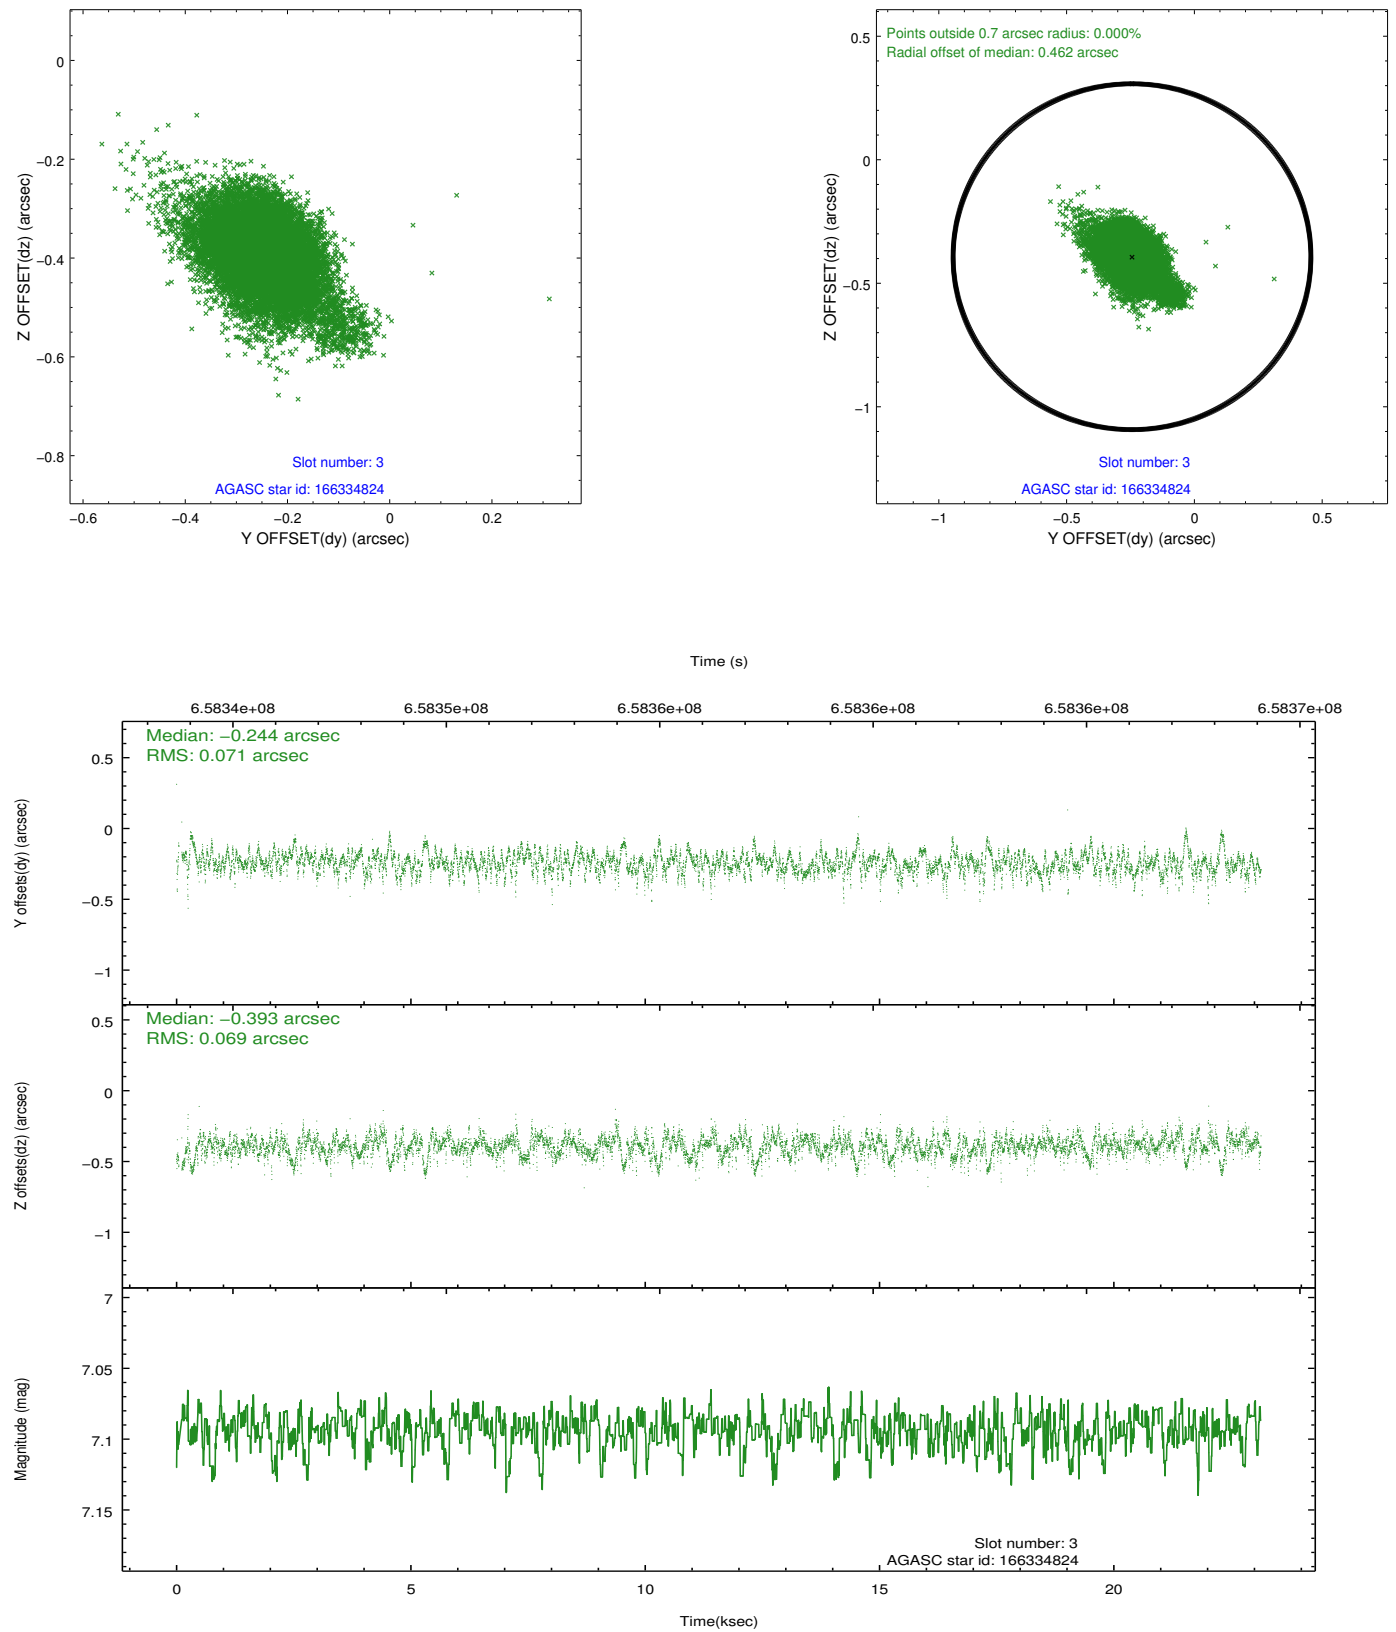 0
−0.2
−0.4
−0.6
−0.8
Z OFFSET(dz) (arcsec)
Slot number: 3
AGASC star id: 166334824
−0.6
−0.4
−0.2
0
0.2
Y OFFSET(dy) (arcsec)
Points outside 0.7 arcsec radius: 0.000%
Radial offset of median: 0.462 arcsec
0.5
0
−0.5
−1
Z OFFSET(dz) (arcsec)
Slot number: 3
AGASC star id: 166334824
−1
−0.5
0
0.5
Y OFFSET(dy) (arcsec)
Time (s)
6.5834e+08
6.5835e+08
6.5836e+08
6.5836e+08
6.5836e+08
6.5837e+08
Median: −0.244 arcsec
RMS: 0.071 arcsec
0.5
0
−0.5
−1
Y offsets(dy) (arcsec)
Median: −0.393 arcsec
RMS: 0.069 arcsec
0.5
0
−0.5
−1
Z offsets(dz) (arcsec)
7
7.05
7.1
7.15
Magnitude (mag)
Slot number: 3
AGASC star id: 166334824
0
5
10
15
20
Time(ksec)